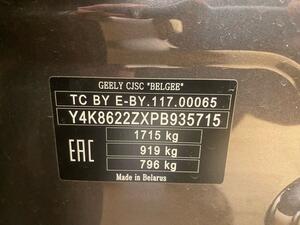 GEELY CJSC "BELGEE"
TC BY E-BY.117.00065
Y4K8622ZXPB935715
1715 kg
EAC 919 kg
796 kg
Made in Belarus